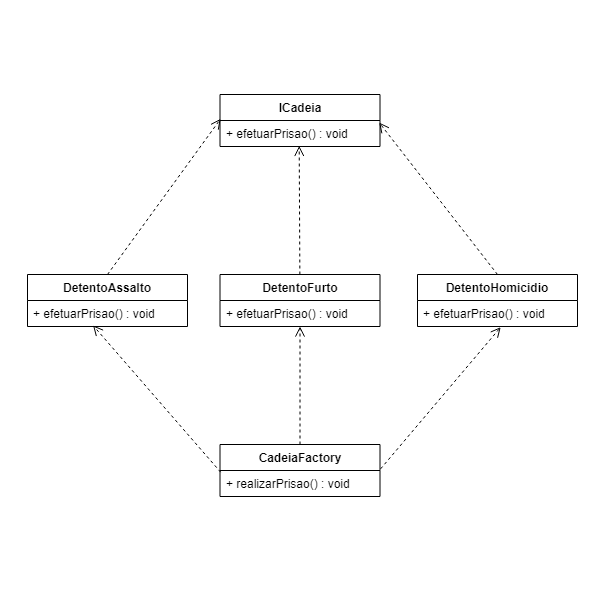 ICadeia
+ efetuarPrisao() : void
DetentoAssalto
+ efetuarPrisao() : void
DetentoFurto
+ efetuarPrisao() : void
DetentoHomicidio
+ efetuarPrisao() : void
CadeiaFactory
+ realizarPrisao() : void